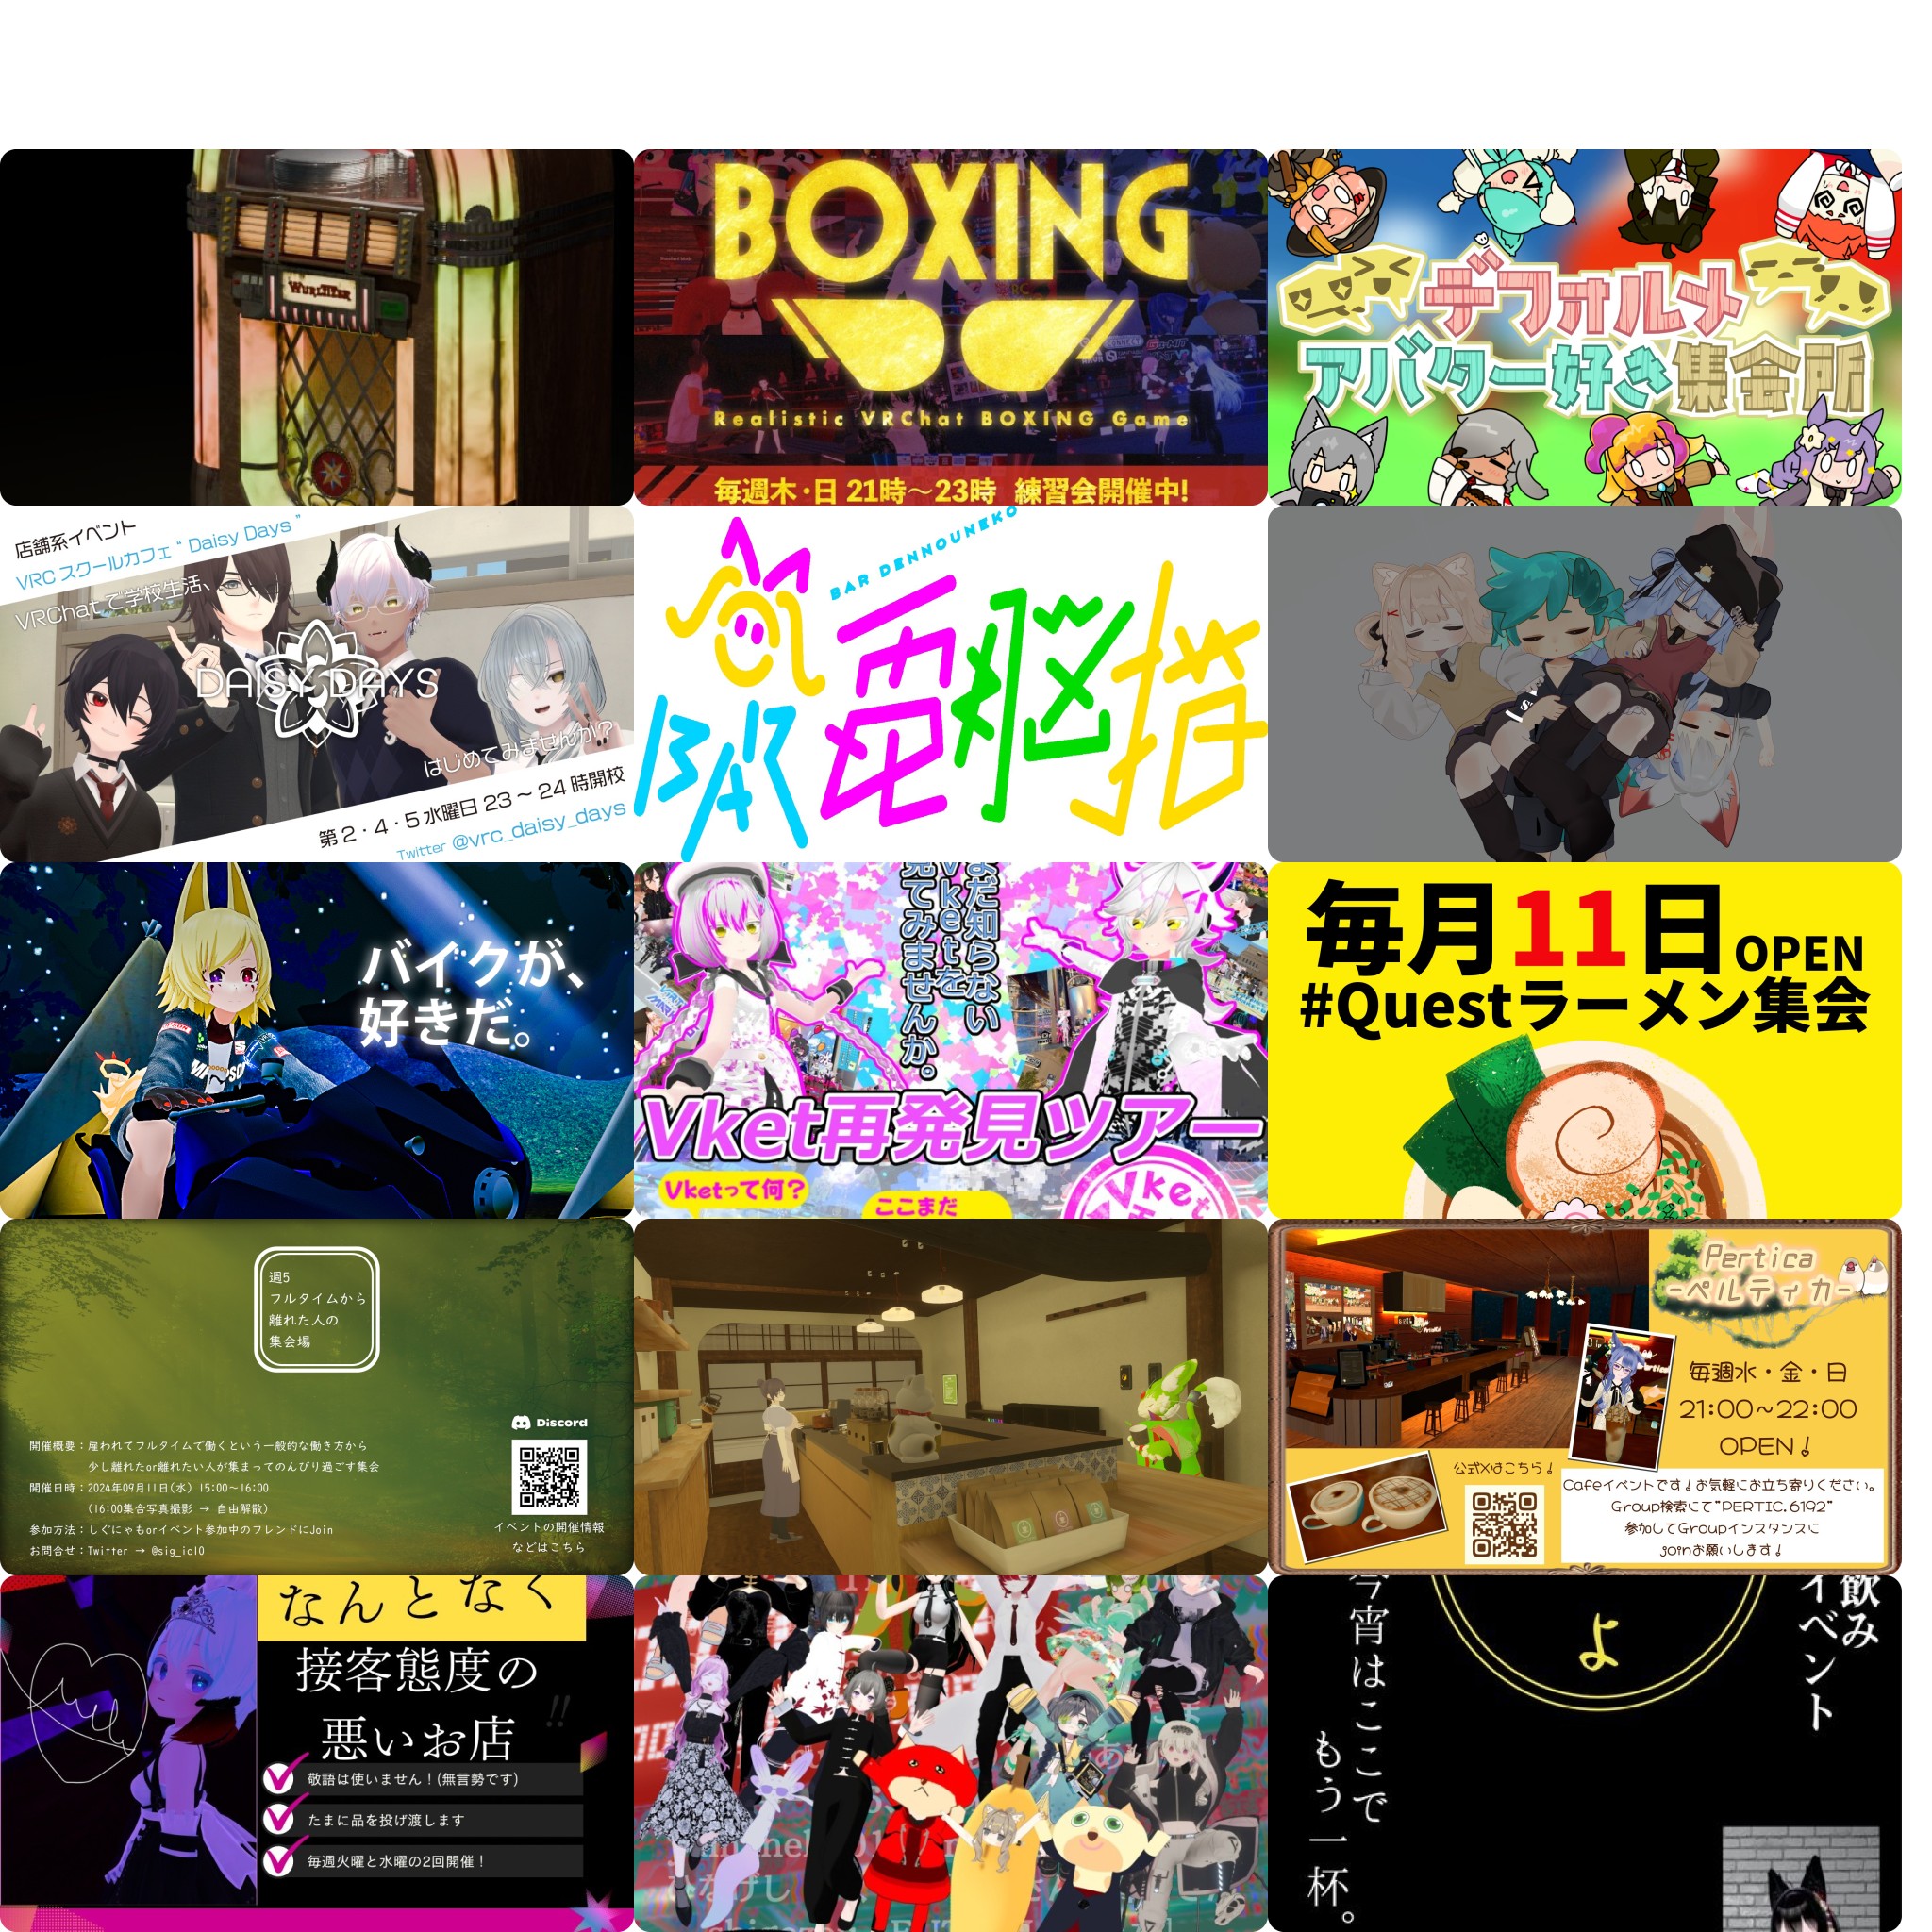 WURLITZER
BOXING
Realistic VRChat BOXING Game
毎週木・日 21時～23時 練習会開催中!
デフォルメ
アバター好き集会所
店舗系イベント
VRC スクールカフェ “ Daisy Days ”
VRChat で学校生活、
DAISY DAYS
はじめてみませんか?
第 2・4・5 水曜日 23 ～ 24 時開校
Twitter @vrc_daisy_days
BAR DENNOUNEKO
BAR 電脳猫
バイクが、
好きだ。
まだ知らない
Vketを
見てみませんか。
Vket再発見ツアー
Vketって何?
ここまだ
Vket
毎月11日OPEN
#Questラーメン集会
週5
フルタイムから
離れた人の
集会場
Discord
開催概要：雇われてフルタイムで働くという一般的な働き方から
少し離れたor離れたい人が集まってのんびり過ごす集会
開催日時：2024年09月11日(水) 15:00~16:00
(16:00集合写真撮影 → 自由解散)
参加方法：しぐにゃもorイベント参加中のフレンドにJoin
お問合せ：Twitter → @sig_ic10
イベントの開催情報
などはこちら
Pertica
-ペルティカ-
毎週水・金・日
21:00~22:00
OPEN！
公式Xはこちら！
Cafeイベントです！お気軽にお立ち寄りください。
Group検索にて"PERTIC.6192"
参加してGroupインスタンスに
joinお願いします！
なんとなく
接客態度の
悪いお店!!
敬語は使いません！(無言勢です)
たまに品を投げ渡します
毎週火曜と水曜の2回開催！
飲み
イベント
よ
今宵はここで
もう一杯。